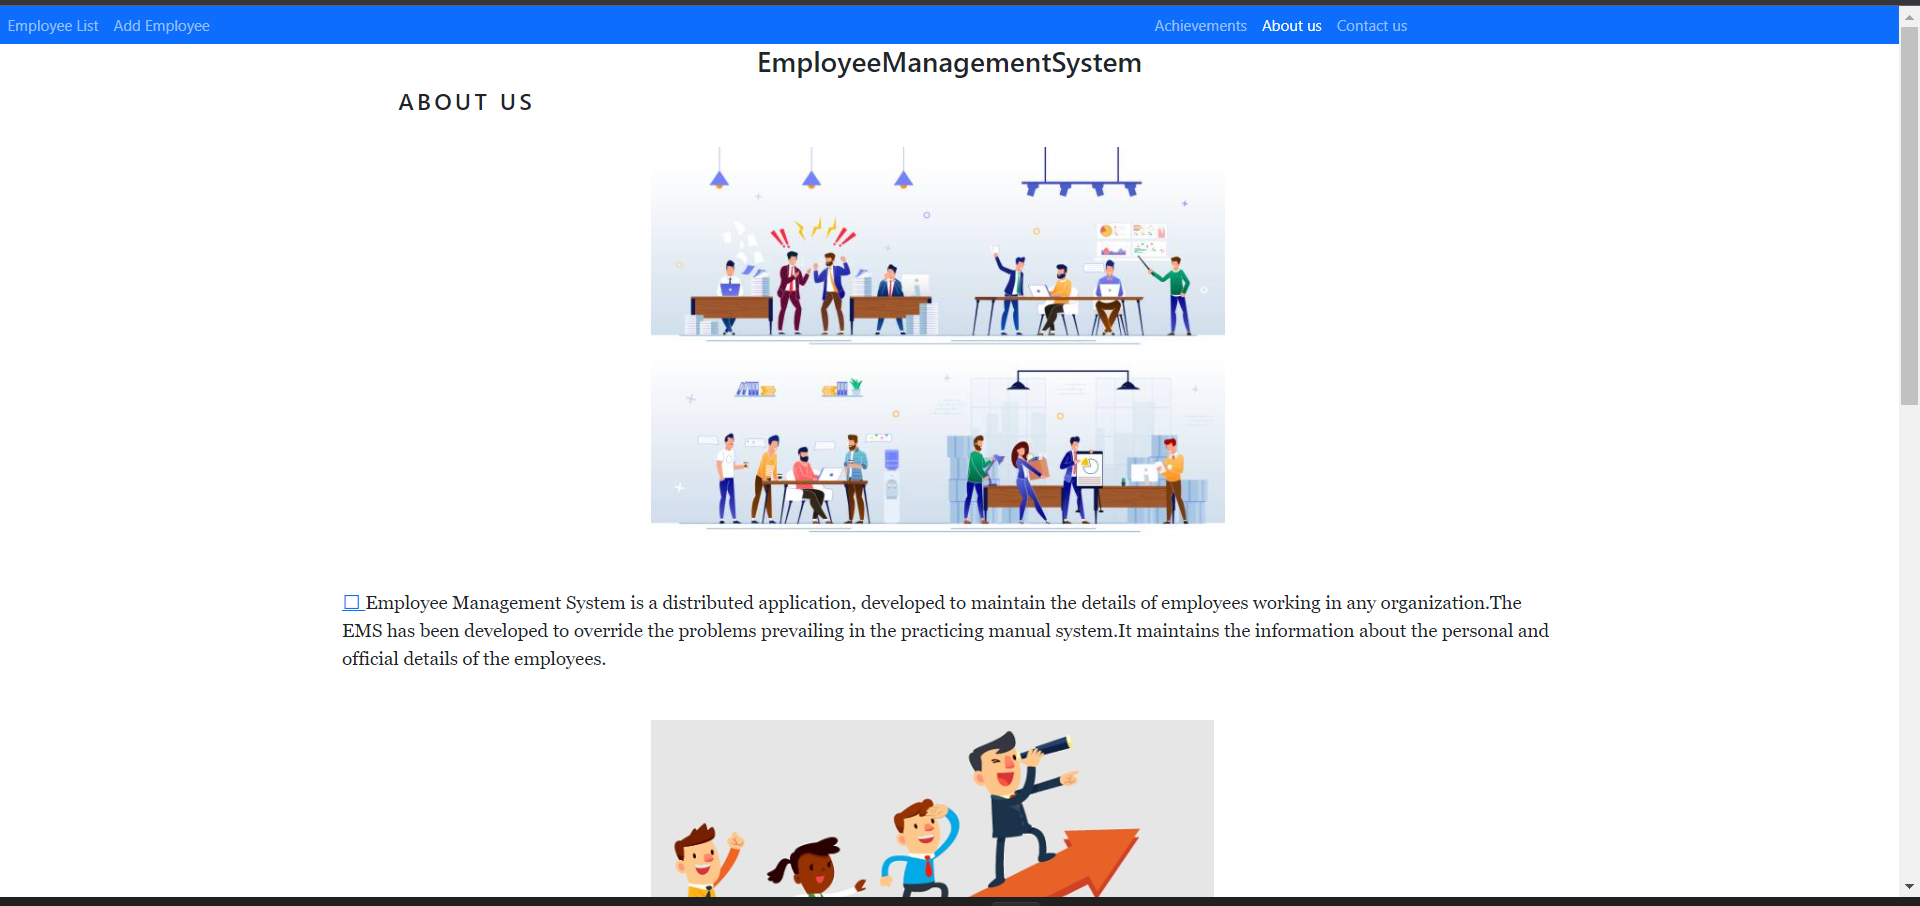 Employee List Add Employee Achievements About us Contact us
EmployeeManagementSystem
ABOUT US
Employee Management System is a distributed application, developed to maintain the details of employees working in any organization.The
EMS has been developed to override the problems prevailing in the practicing manual system.It maintains the information about the personal and
official details of the employees.